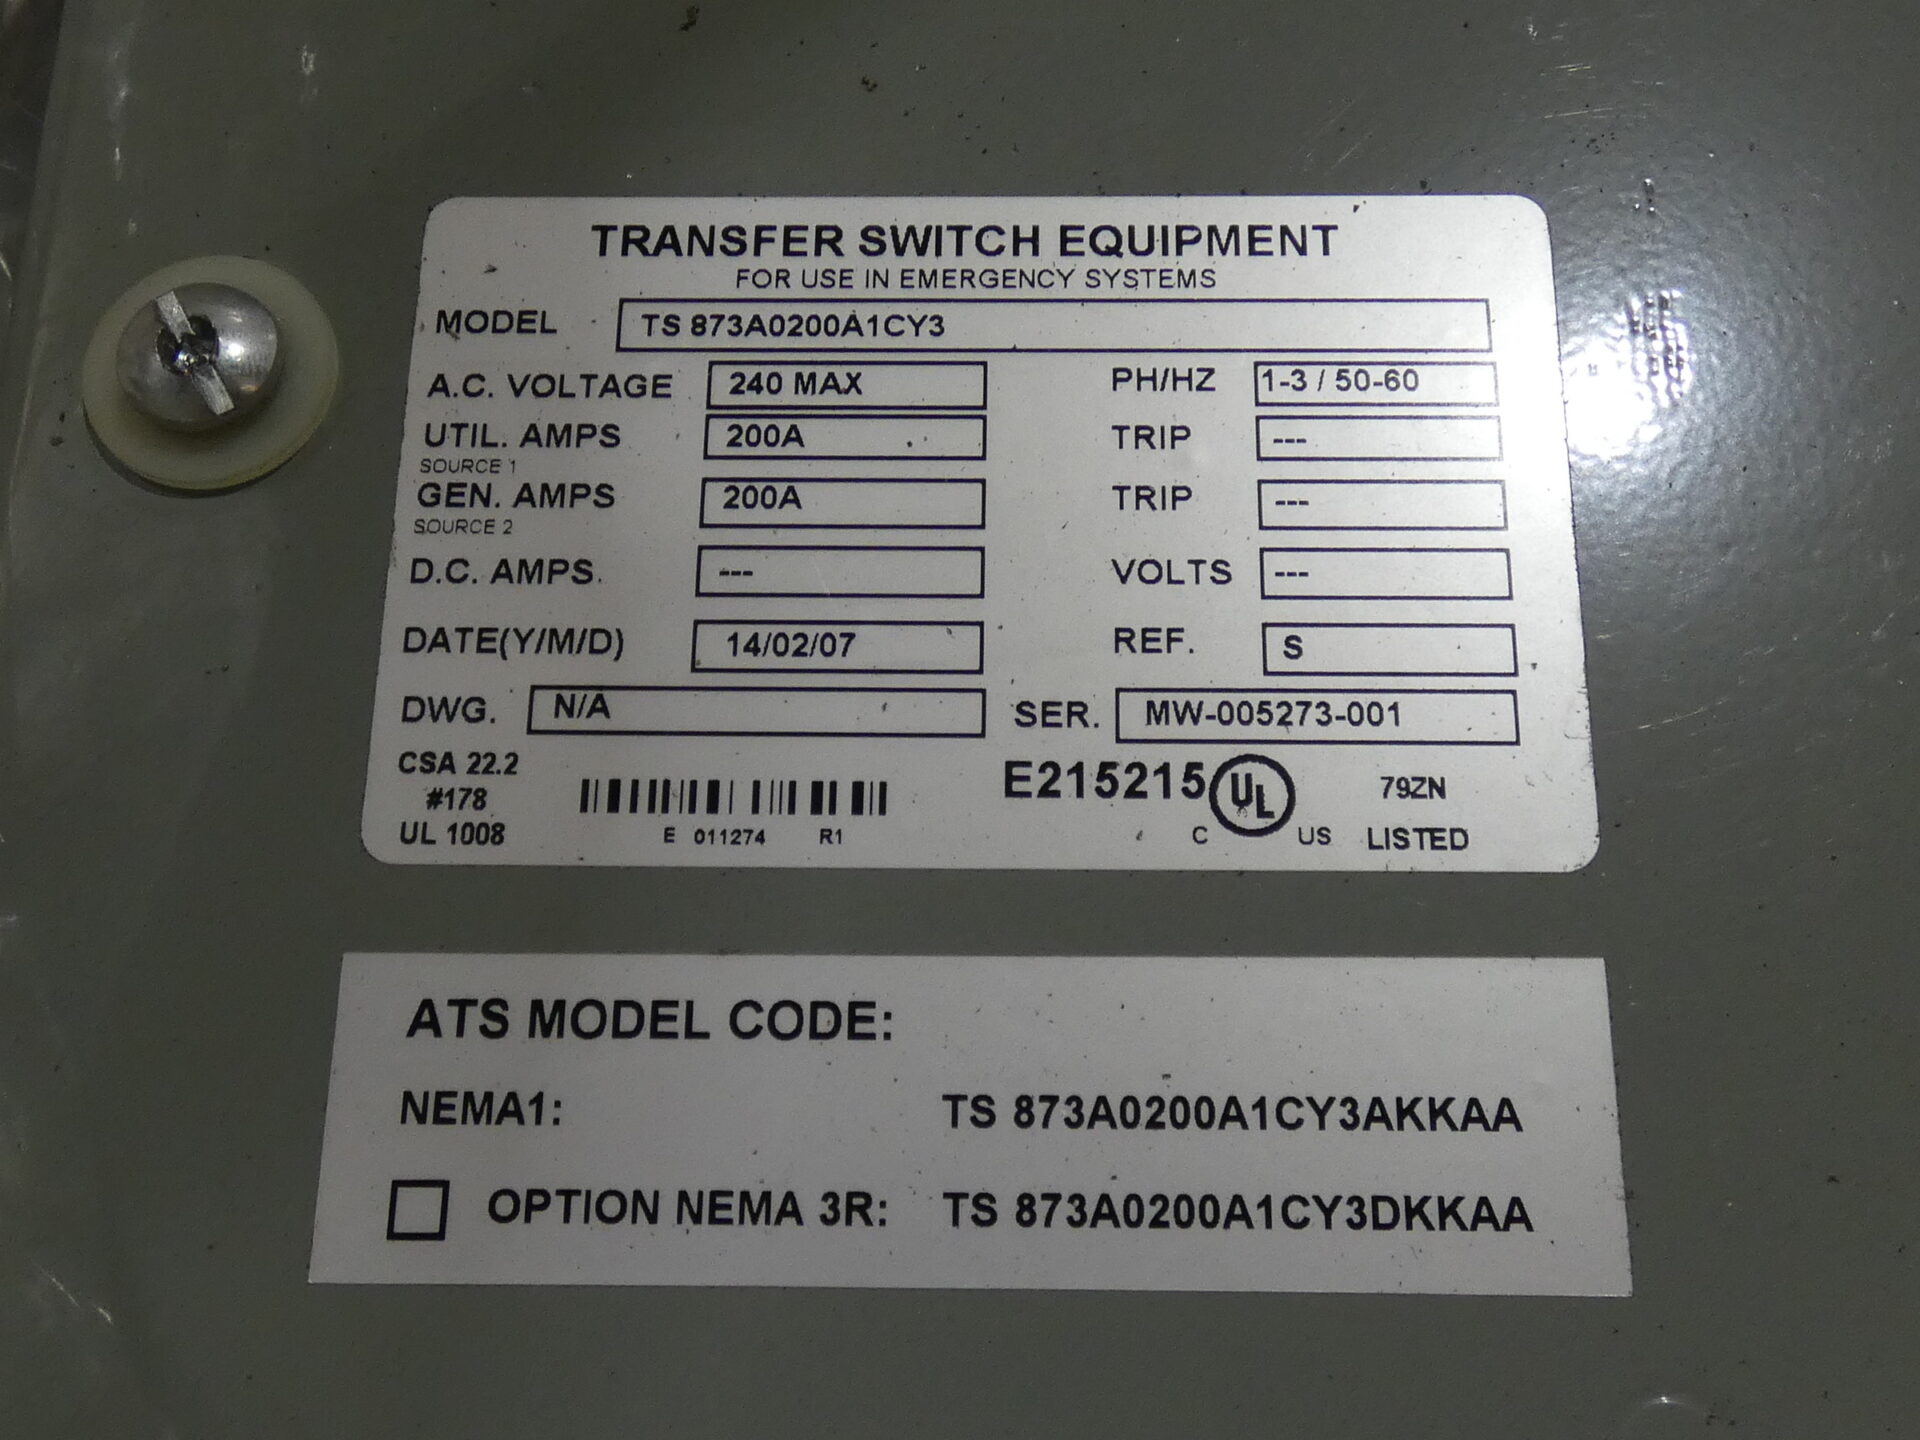 TRANSFER SWITCH EQUIPMENT
FOR USE IN EMERGENCY SYSTEMS
MODEL TS 873A0200A1CY3
A.C. VOLTAGE 240 MAX PH/HZ 1-3 / 50-60
UTIL. AMPS 200A TRIP ---
SOURCE 1
GEN. AMPS 200A TRIP ---
SOURCE 2
D.C. AMPS. --- VOLTS ---
DATE(Y/M/D) 14/02/07 REF. S
DWG. N/A SER. MW-005273-001
CSA 22.2
#178
UL 1008
E 011274 R1
E215215 UL 79ZN
C US LISTED
ATS MODEL CODE:
NEMA1: TS 873A0200A1CY3AKKAA
OPTION NEMA 3R: TS 873A0200A1CY3DKKAA